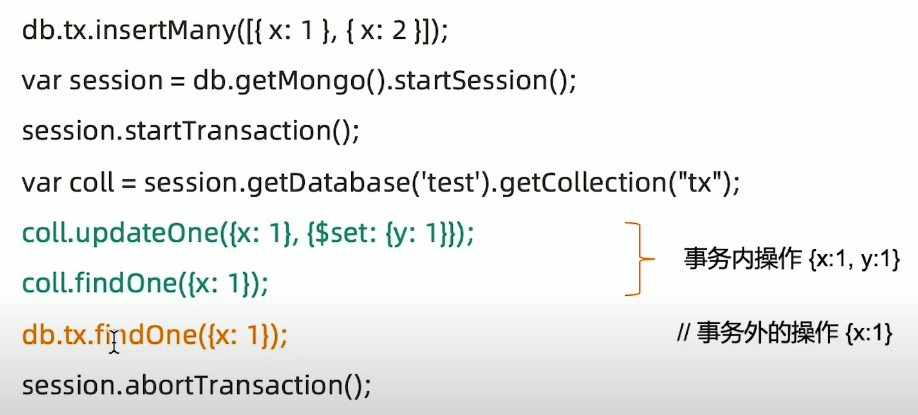 db.tx.insertMany([{ x: 1 }, { x: 2 }]);
var session = db.getMongo().startSession();
session.startTransaction();
var coll = session.getDatabase('test').getCollection("tx");
coll.updateOne({x: 1}, {$set: {y: 1}});
coll.findOne({x: 1});
事务内操作 {x:1, y:1}
db.tx.findOne({x: 1});
// 事务外的操作 {x:1}
session.abortTransaction();